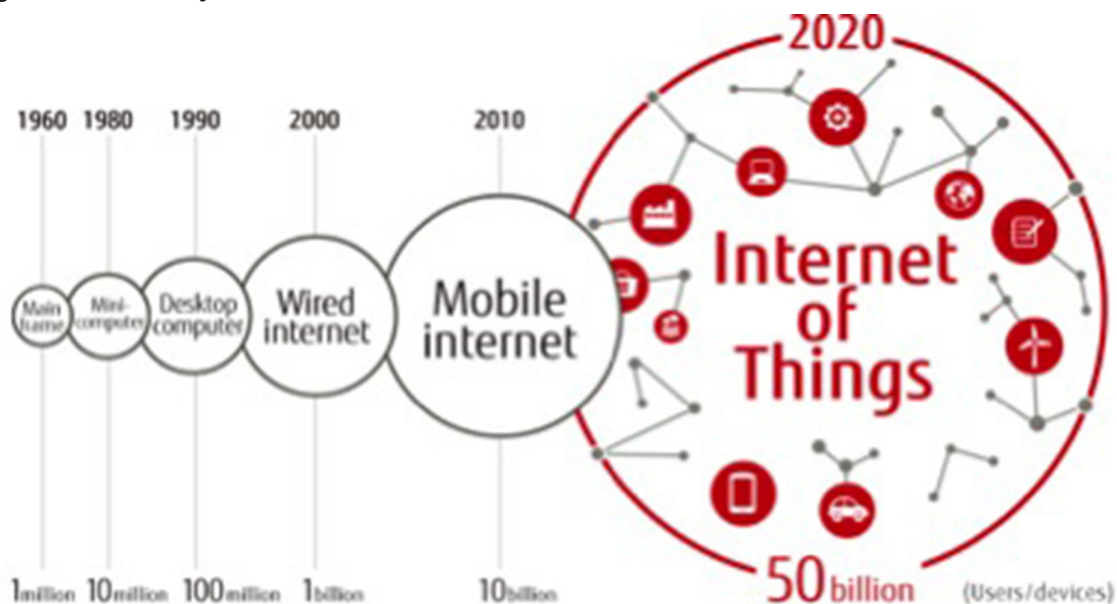 2020
1960 1980 1990 2000 2010
Main
frame
Mini-
computer
Desktop
computer
Wired
internet
Mobile
internet
Internet
of
Things
1million 10million 100million 1billion 10billion 50billion (Users/devices)